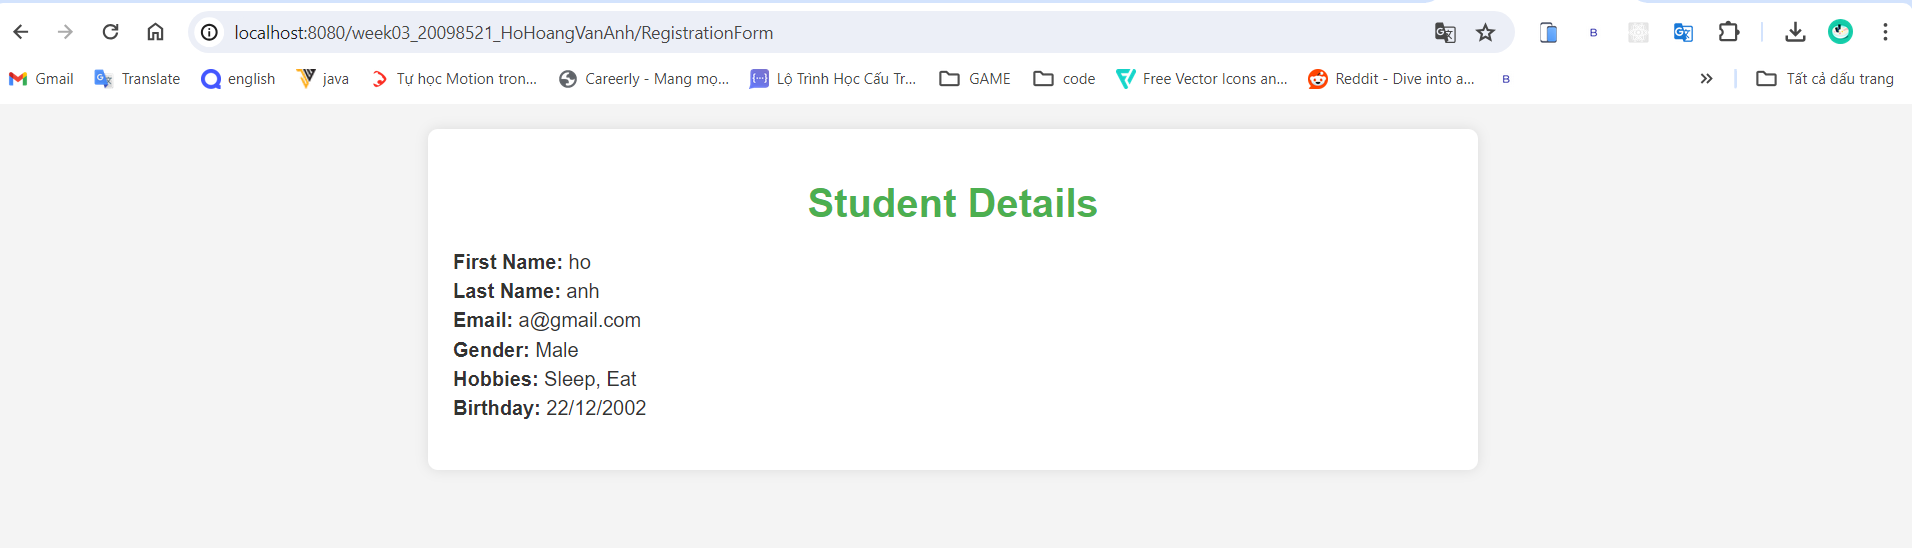 localhost:8080/week03_20098521_HoHoangVanAnh/RegistrationForm
B
Gmail Translate english java Tự học Motion tron... Careerly - Mang mọ... Lộ Trình Học Cấu Tr... GAME code Free Vector Icons an... Reddit - Dive into a... B » Tất cả dấu trang
Student Details
First Name: ho
Last Name: anh
Email: a@gmail.com
Gender: Male
Hobbies: Sleep, Eat
Birthday: 22/12/2002